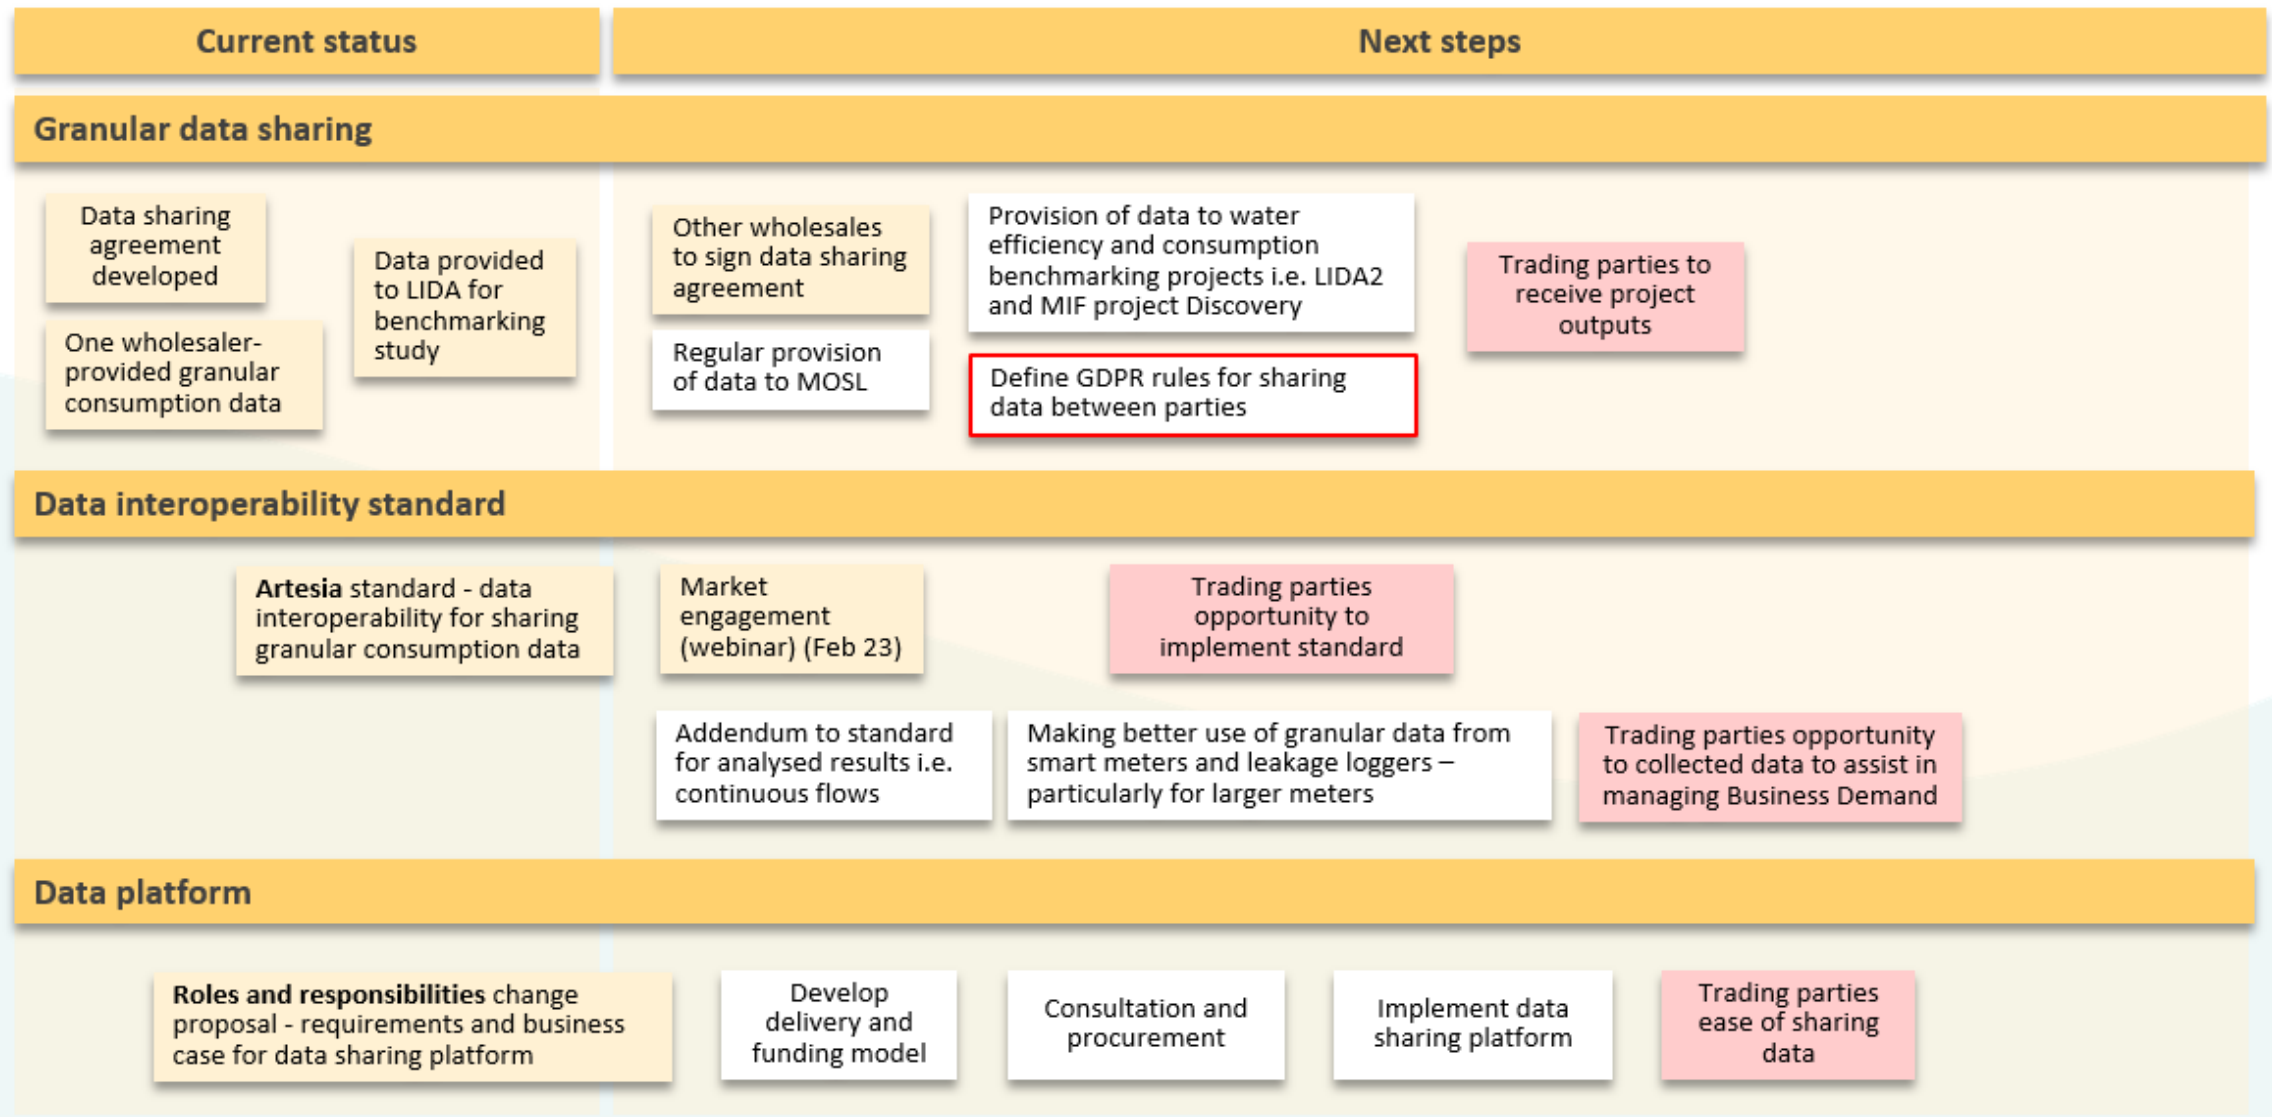 Current status
Next steps
Granular data sharing
Data sharing
agreement
developed
One wholesaler-
provided granular
consumption data
Data provided
to LIDA for
benchmarking
study
Other wholesales
to sign data sharing
agreement
Regular provision
of data to MOSL
Provision of data to water
efficiency and consumption
benchmarking projects i.e. LIDA2
and MIF project Discovery
Define GDPR rules for sharing
data between parties
Trading parties to
receive project
outputs
Data interoperability standard
Artesia standard - data
interoperability for sharing
granular consumption data
Market
engagement
(webinar) (Feb 23)
Trading parties
opportunity to
implement standard
Addendum to standard
for analysed results i.e.
continuous flows
Making better use of granular data from
smart meters and leakage loggers –
particularly for larger meters
Trading parties opportunity
to collected data to assist in
managing Business Demand
Data platform
Roles and responsibilities change
proposal - requirements and business
case for data sharing platform
Develop
delivery and
funding model
Consultation and
procurement
Implement data
sharing platform
Trading parties
ease of sharing
data